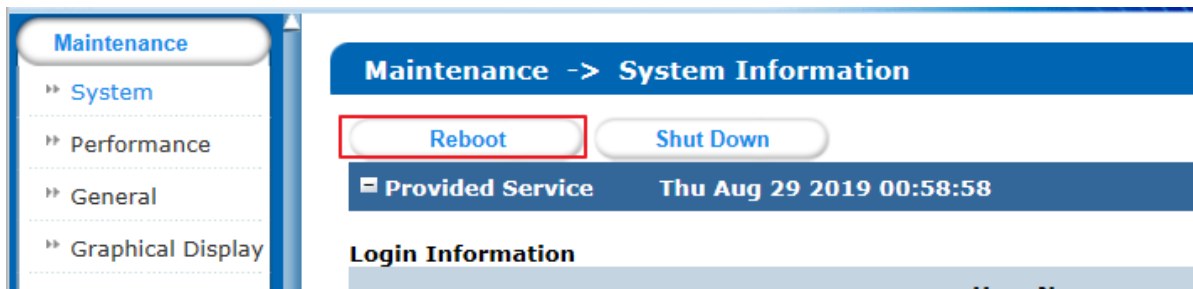 Maintenance
System
Performance
General
Graphical Display
Maintenance -> System Information
Reboot Shut Down
Provided Service Thu Aug 29 2019 00:58:58
Login Information